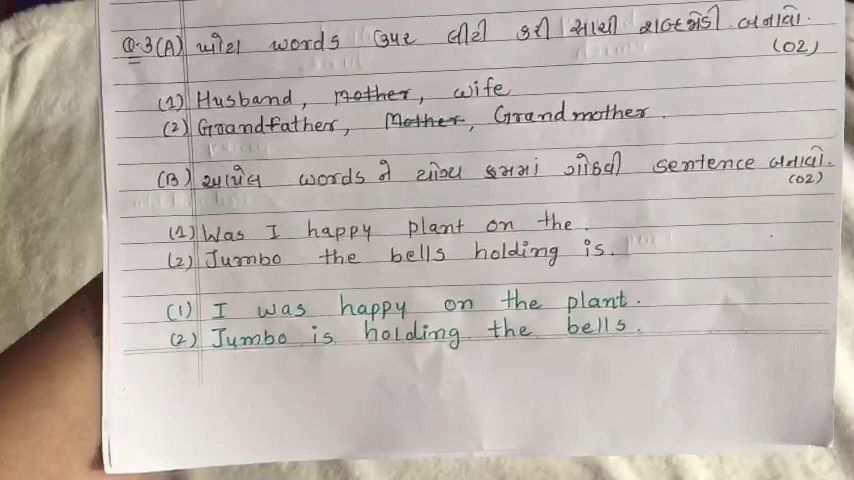 Q.3(A) ખોટા words ઉપર લીટી કરી સાચી શબ્દજોડી બનાવો.
(02)
(1) Husband, Mother, wife
(2) Grandfather, Mother, Grandmother.
(B) આપેલ words ને યોગ્ય ક્રમમાં ગોઠવી sentence બનાવો.
(02)
(1) Was I happy plant on the.
(2) Jumbo the bells holding is.
(1) I was happy on the plant.
(2) Jumbo is holding the bells.